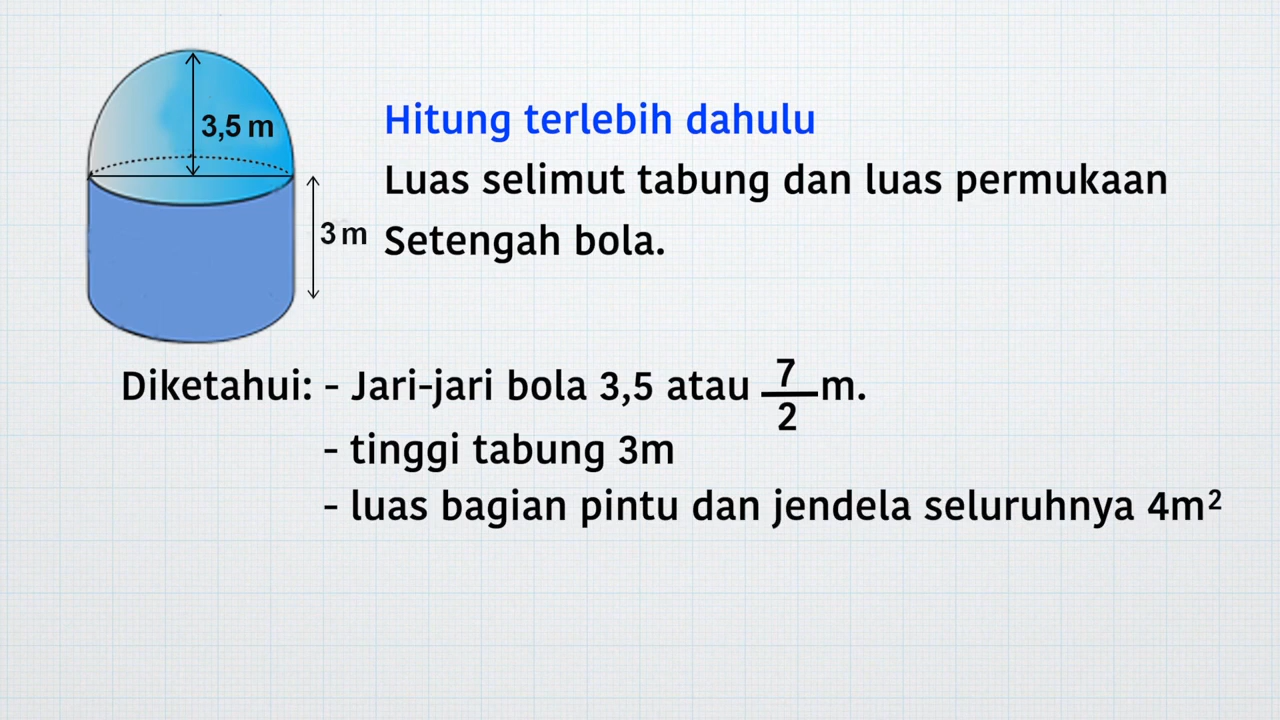 3,5 m
3 m
Hitung terlebih dahulu
Luas selimut tabung dan luas permukaan
Setengah bola.
Diketahui: - Jari-jari bola 3,5 atau 7/2 m.
- tinggi tabung 3m
- luas bagian pintu dan jendela seluruhnya 4m²